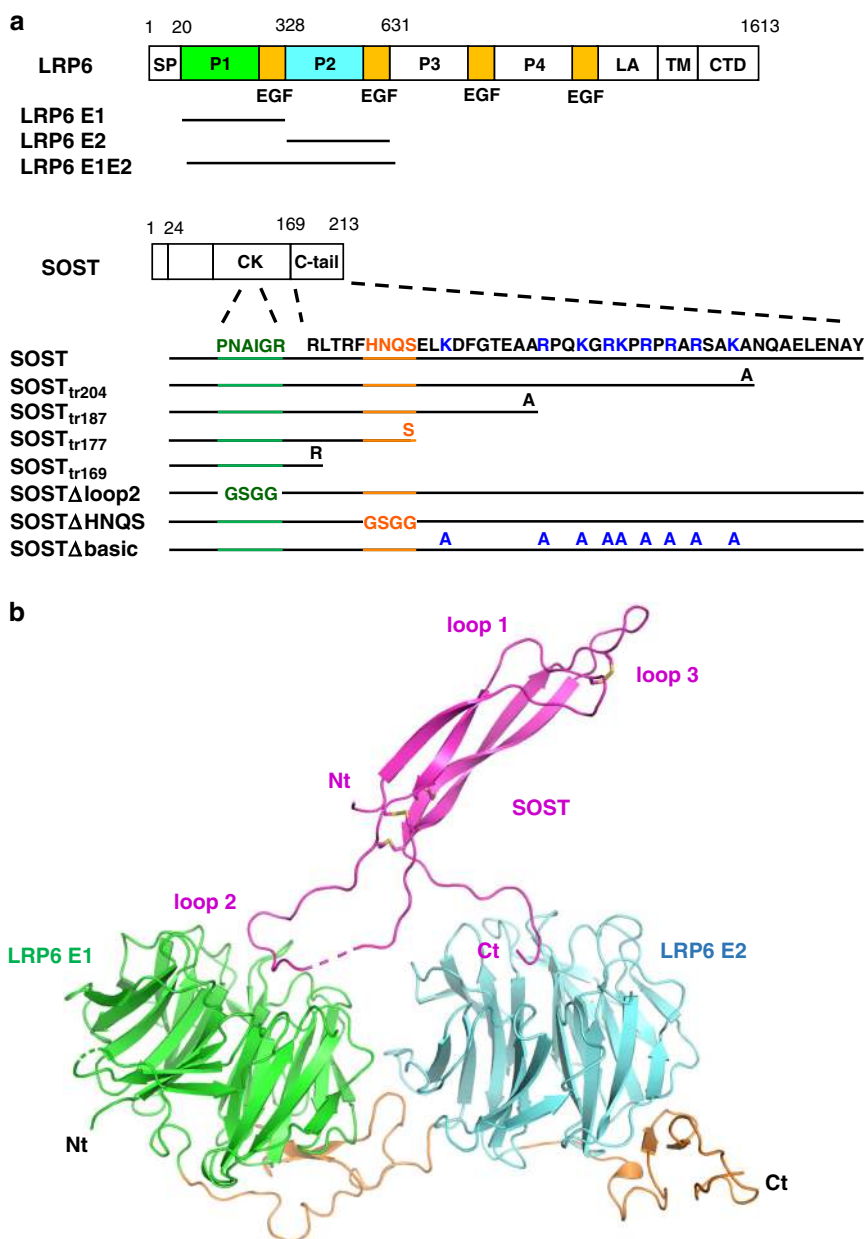 a
1 20 328 631 1613
LRP6 SP P1 P2 P3 P4 LA TM CTD
EGF EGF EGF EGF
LRP6 E1
LRP6 E2
LRP6 E1E2
1 24 169 213
SOST CK C-tail
PNAIGR RLTRFHNQSELKDFGTEAARPQKGRKPRPRARSAKANQAELENAY
SOST
SOSTtr204 A
SOSTtr187 A
SOSTtr177 S
SOSTtr169 R
SOSTΔloop2 GSGG
SOSTΔHNQS GSGG
SOSTΔbasic A A A AA A A A A
b
loop 1
loop 3
Nt
SOST
loop 2
LRP6 E1 Ct LRP6 E2
Nt
Ct